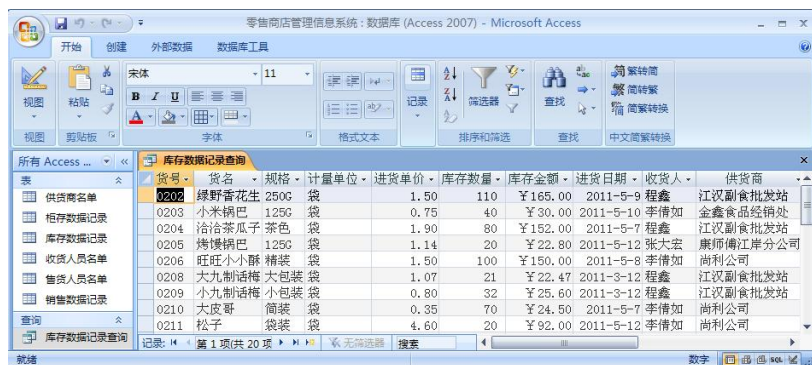 零售商店管理信息系统 : 数据库 (Access 2007) - Microsoft Access
开始 创建 外部数据 数据库工具
视图 粘贴 宋体 11 记录 筛选器 查找 简繁转简 繁简转繁 简繁转换
B I U
视图 剪贴板 字体 格式文本 排序和筛选 查找 中文简繁转换
所有 Access ... 库存数据记录查询
表 货号 货名 规格 计量单位 进货单价 库存数量 库存金额 进货日期 收货人 供货商
供货商名单 0202 绿野香花生 250G 袋 1.50 110 ¥165.00 2011-5-9 程鑫 江汉副食批发站
柜存数据记录 0203 小米锅巴 125G 袋 0.75 40 ¥30.00 2011-5-10 李倩如 金鑫食品经销处
库存数据记录 0204 洽洽茶瓜子 茶色 袋 1.90 80 ¥152.00 2011-5-7 程鑫 江汉副食批发站
收货人员名单 0205 烤馒锅巴 125G 袋 1.14 20 ¥22.80 2011-5-12 张大宏 康师傅江岸分公司
售货人员名单 0206 旺旺小小酥 精装 袋 1.50 100 ¥150.00 2011-5-8 李倩如 尚利公司
销售数据记录 0208 大九制话梅 大包装 袋 1.07 21 ¥22.47 2011-3-12 程鑫 江汉副食批发站
0209 小九制话梅 小包装 袋 0.80 32 ¥25.60 2011-3-12 程鑫 江汉副食批发站
查询 0210 大皮哥 简装 袋 0.35 70 ¥24.50 2011-5-7 李倩如 尚利公司
库存数据记录查询 0211 松子 袋装 袋 4.60 20 ¥92.00 2011-5-12 李倩如 尚利公司
记录: 第 1 项(共 20 项 无筛选器 搜索
就绪 数字 SQL